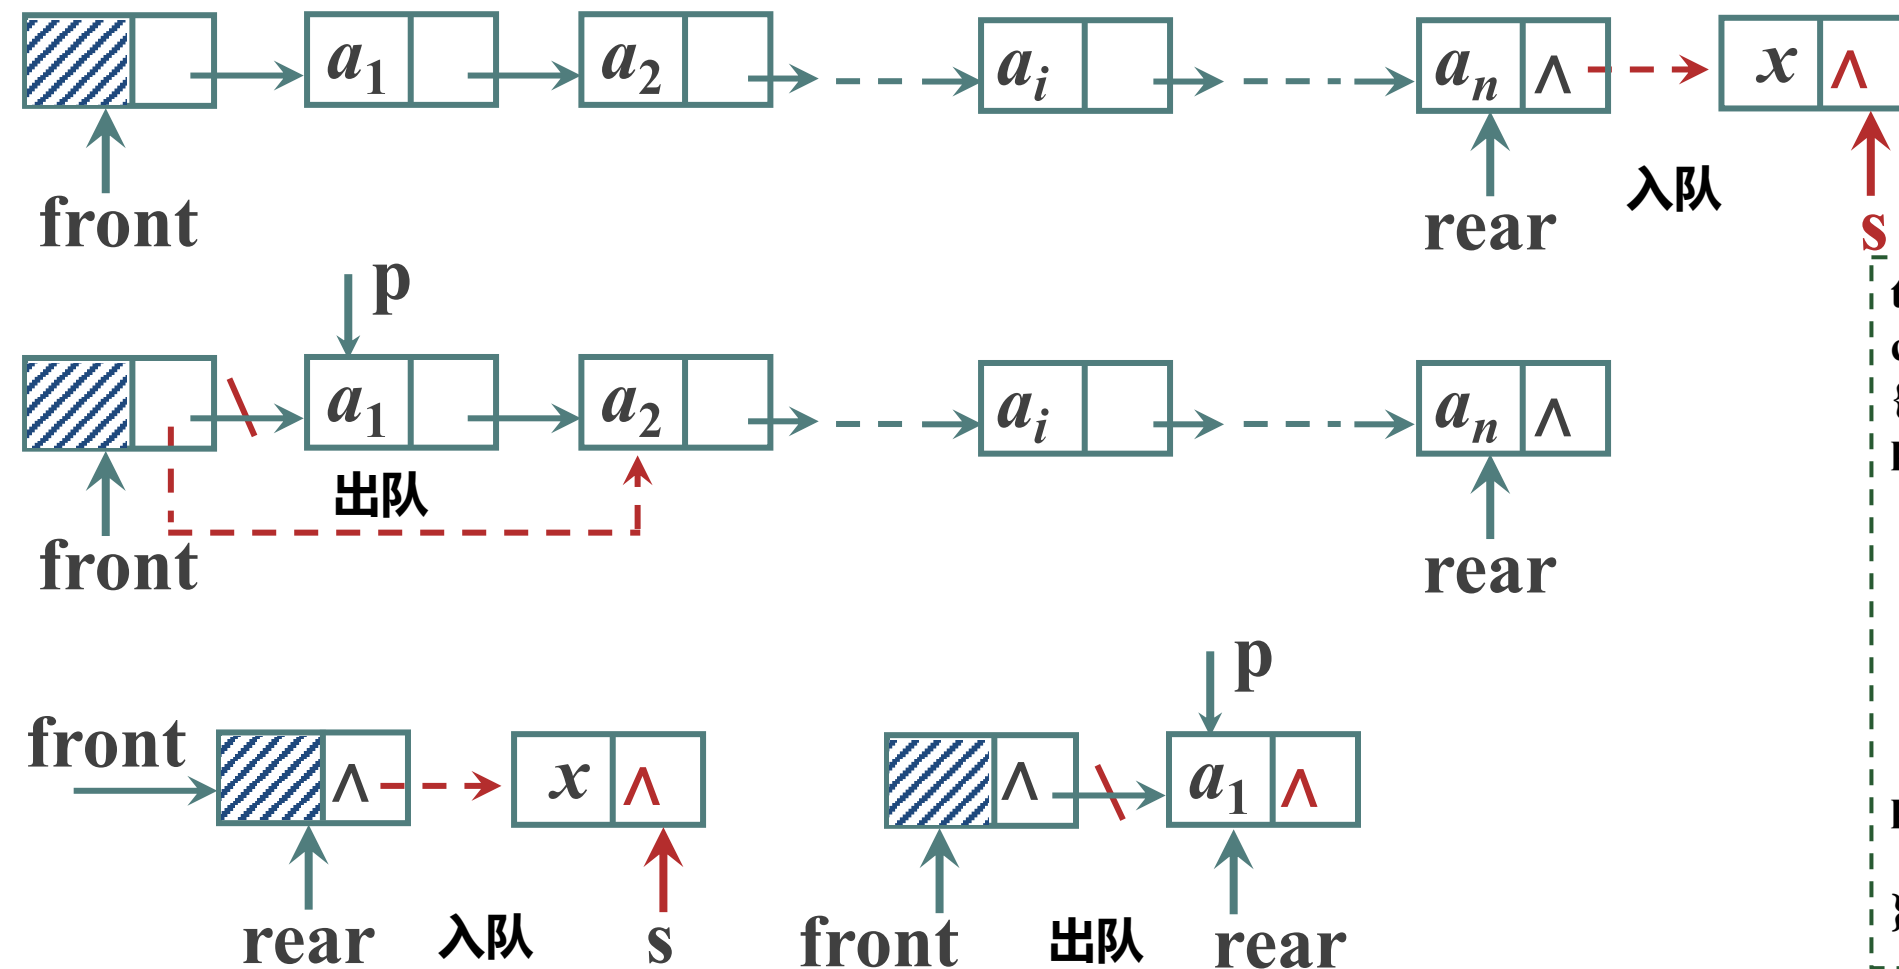 a1 a2 ai an ∧ x ∧
入队
front rear s
p
a1 a2 ai an ∧
出队
front rear
p
front
∧ x ∧ ∧ a1 ∧
rear 入队 s front 出队 rear